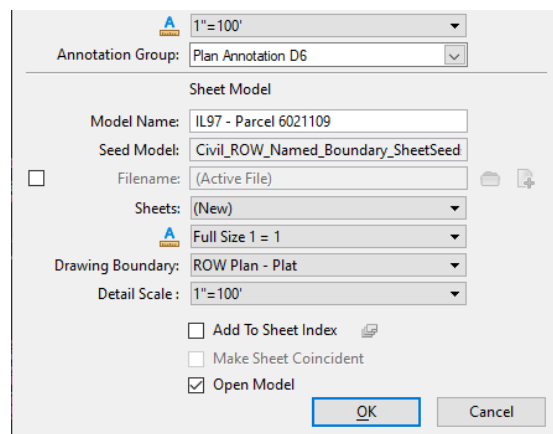 1"=100'
Annotation Group: Plan Annotation D6
Sheet Model
Model Name: IL97 - Parcel 6021109
Seed Model: Civil_ROW_Named_Boundary_SheetSeed
Filename: (Active File)
Sheets: (New)
Full Size 1 = 1
Drawing Boundary: ROW Plan - Plat
Detail Scale : 1"=100'
Add To Sheet Index
Make Sheet Coincident
Open Model
OK Cancel